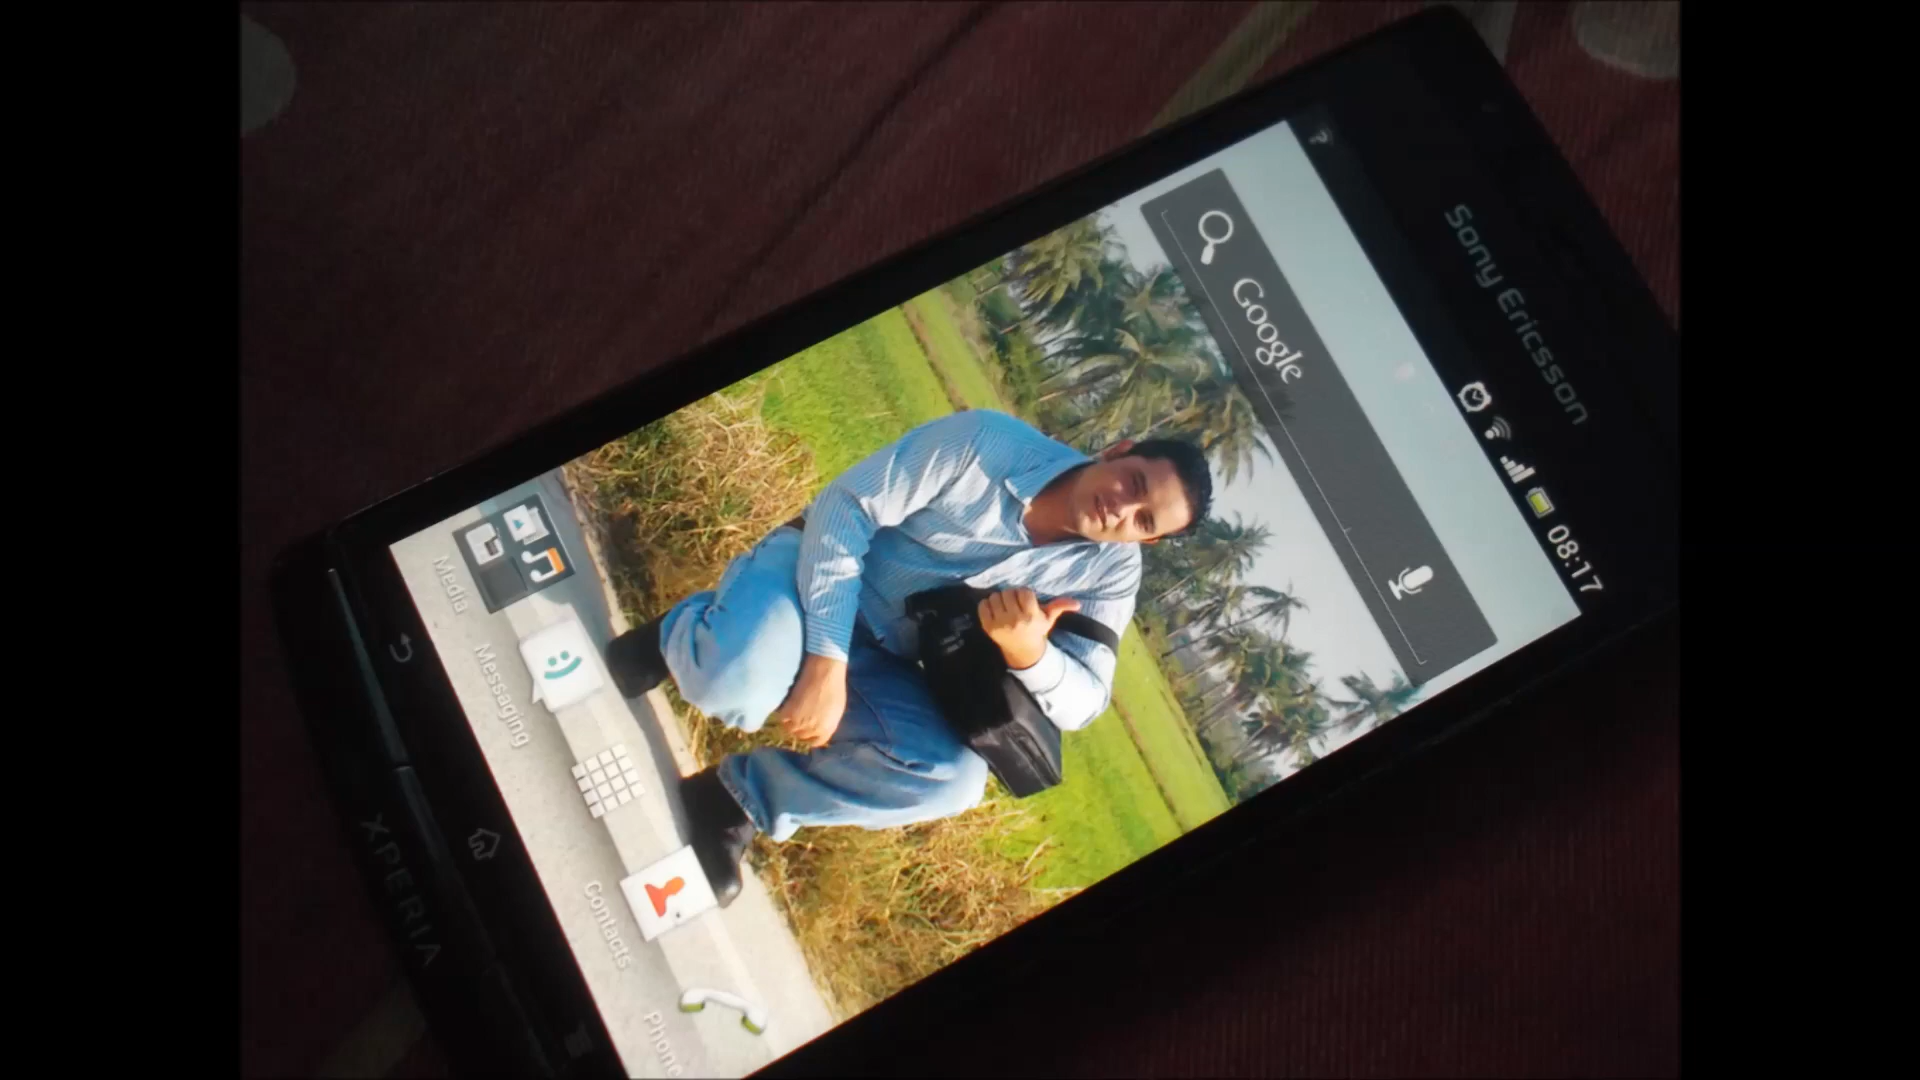 Sony Ericsson
08:17
Google
Media
Messaging
Contacts
Phone
XPERIA